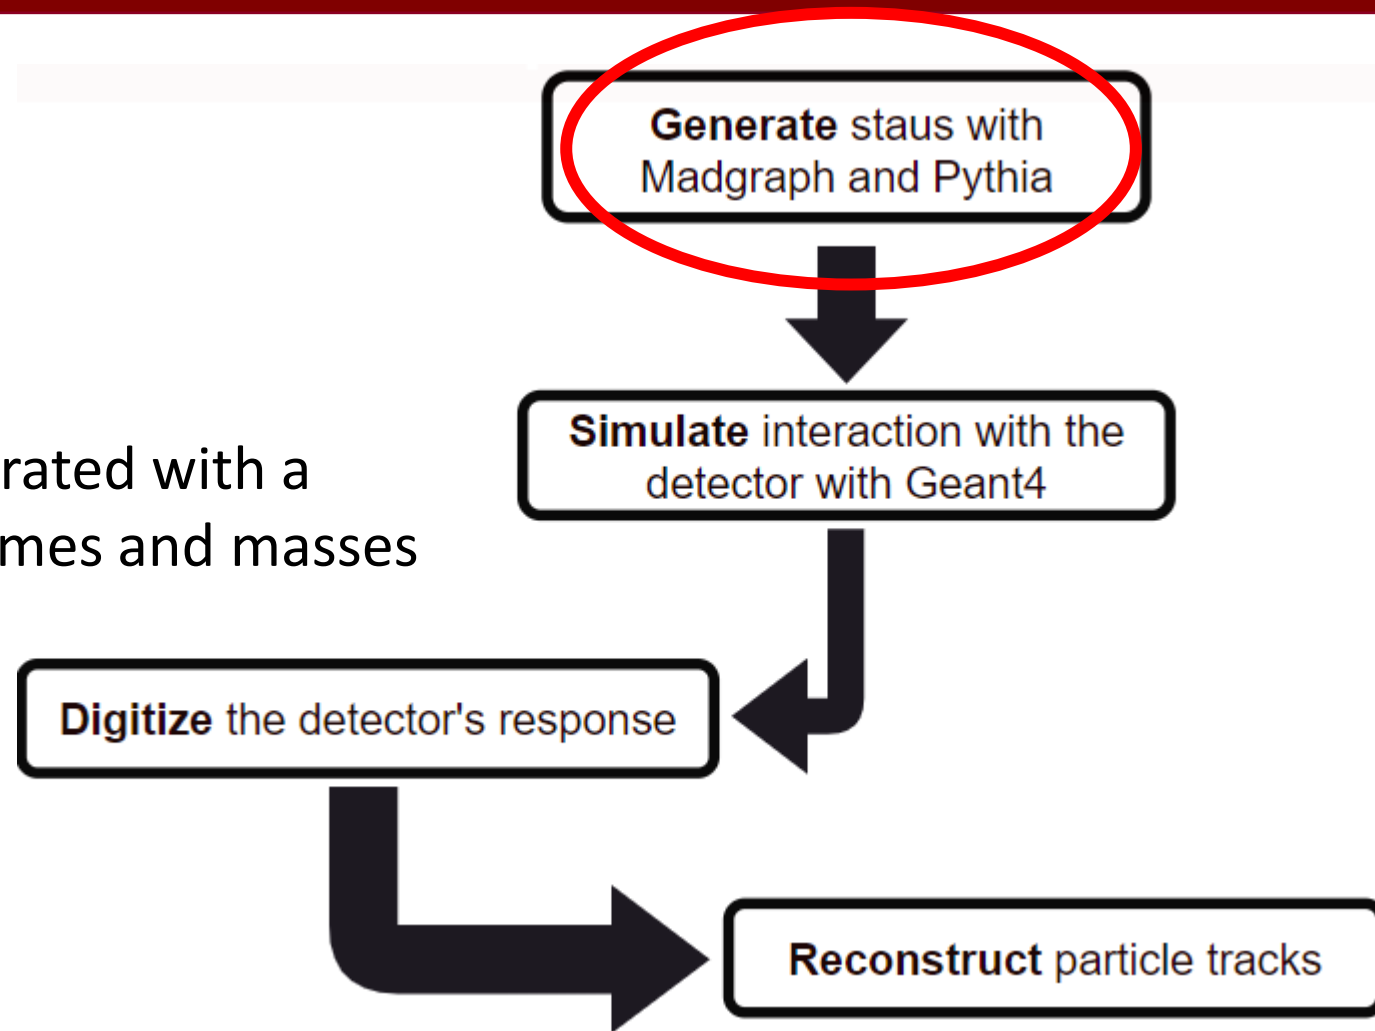 Generate staus with
Madgraph and Pythia
Simulate interaction with the
detector with Geant4
rated with a
mes and masses
Digitize the detector's response
Reconstruct particle tracks